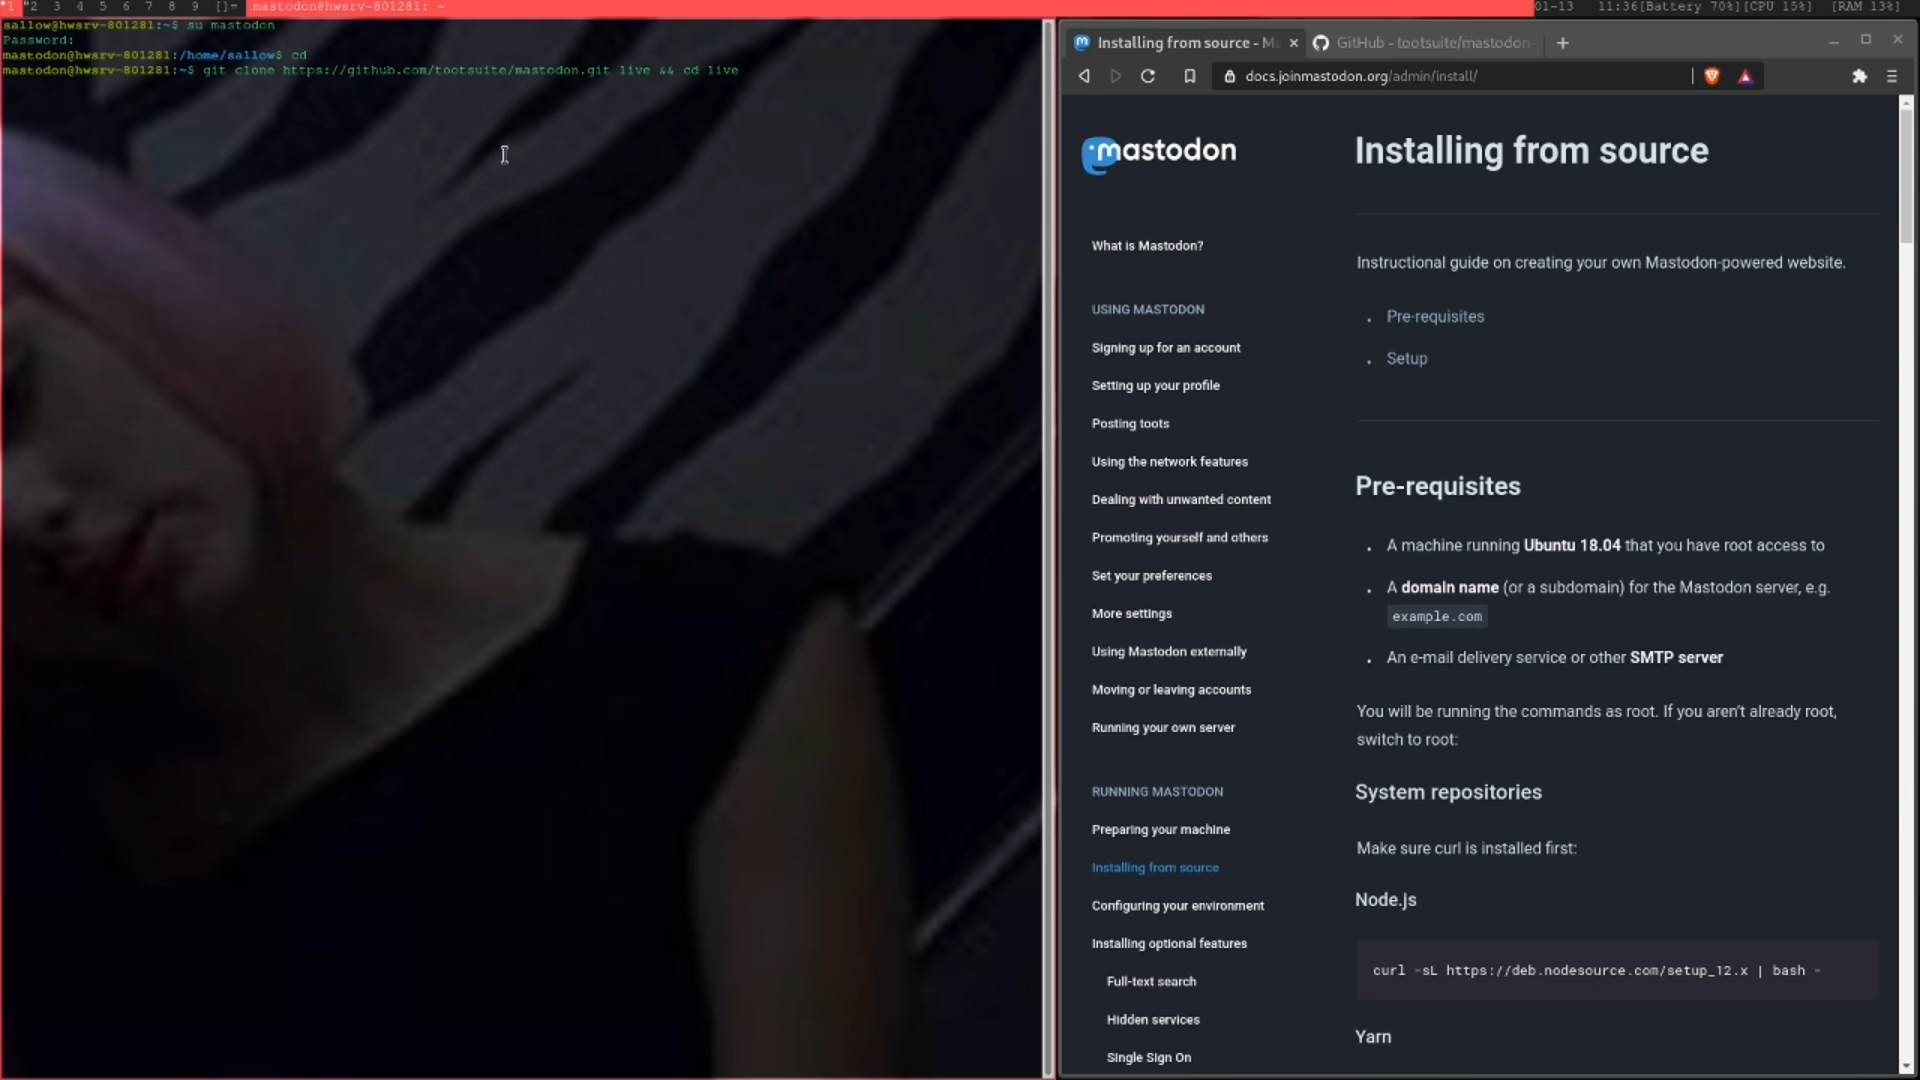 *1 *2 3 4 5 6 7 8 9 []= mastodon@hwsrv-801281: ~ 01-13 11:36[Battery 70%][CPU 15%] [RAM 13%]
sallow@hwsrv-801281:~$ su mastodon
Password:
mastodon@hwsrv-801281:/home/sallow$ cd
mastodon@hwsrv-801281:~$ git clone https://github.com/tootsuite/mastodon.git live && cd live
Installing from source - M
GitHub - tootsuite/mastodon
docs.joinmastodon.org/admin/install/
mastodon
What is Mastodon?
USING MASTODON
Signing up for an account
Setting up your profile
Posting toots
Using the network features
Dealing with unwanted content
Promoting yourself and others
Set your preferences
More settings
Using Mastodon externally
Moving or leaving accounts
Running your own server
RUNNING MASTODON
Preparing your machine
Installing from source
Configuring your environment
Installing optional features
Full-text search
Hidden services
Single Sign On
Installing from source
Instructional guide on creating your own Mastodon-powered website.
Pre-requisites
Setup
Pre-requisites
A machine running Ubuntu 18.04 that you have root access to
A domain name (or a subdomain) for the Mastodon server, e.g.
example.com
An e-mail delivery service or other SMTP server
You will be running the commands as root. If you aren't already root,
switch to root:
System repositories
Make sure curl is installed first:
Node.js
curl -sL https://deb.nodesource.com/setup_12.x | bash -
Yarn